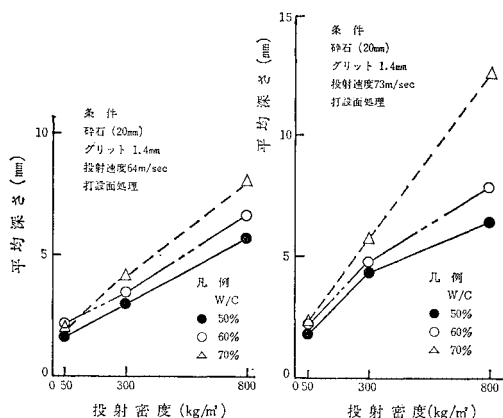 条件
砕石(20mm)
グリット1.4mm
投射速度64m/sec
打設面処理
平均深さ(mm)
10
5
0
0 50 300 800
投射密度(kg/㎡)
凡例
W/C
50%
60%
70%
条件
砕石(20mm)
グリット1.4mm
投射速度73m/sec
打設面処理
平均深さ(mm)
15
10
5
0
0 50 300 800
投射密度(kg/㎡)
凡例
W/C
50%
60%
70%